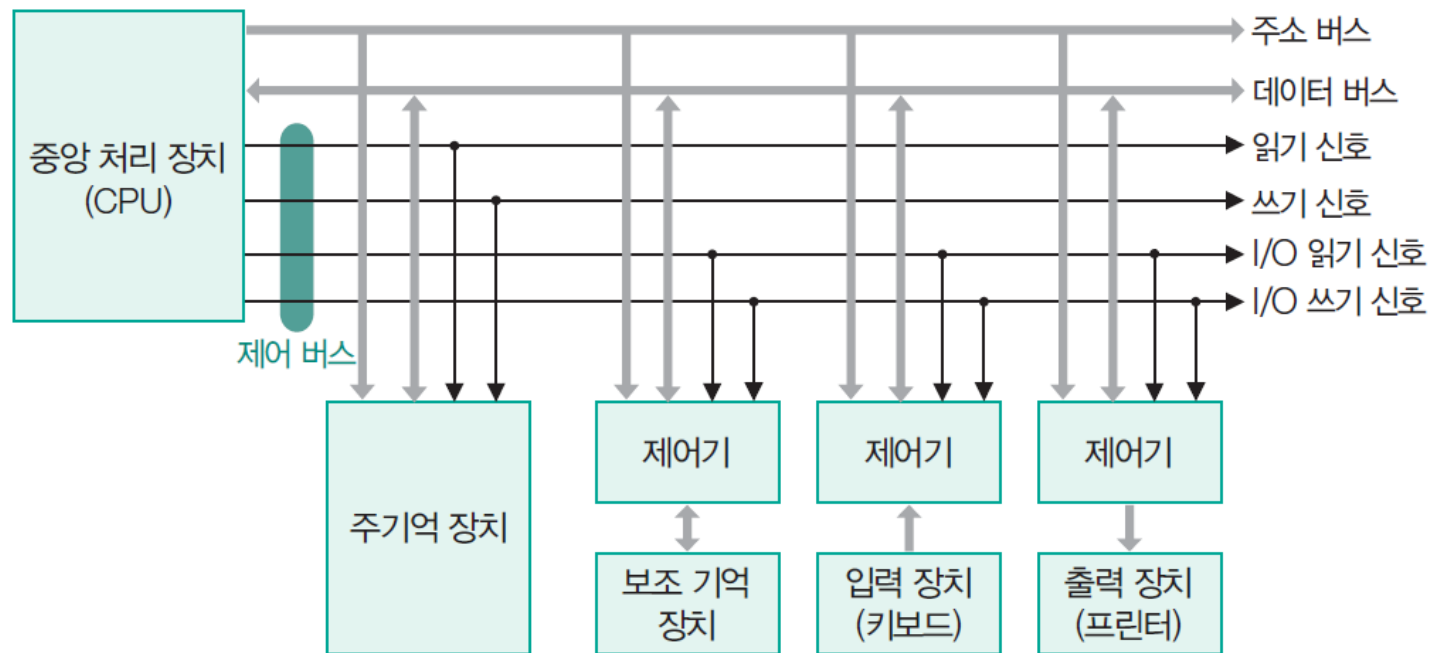 주소 버스
데이터 버스
중앙 처리 장치
(CPU)
읽기 신호
쓰기 신호
I/O 읽기 신호
I/O 쓰기 신호
제어 버스
주기억 장치
제어기
제어기
제어기
보조 기억
장치
입력 장치
(키보드)
출력 장치
(프린터)